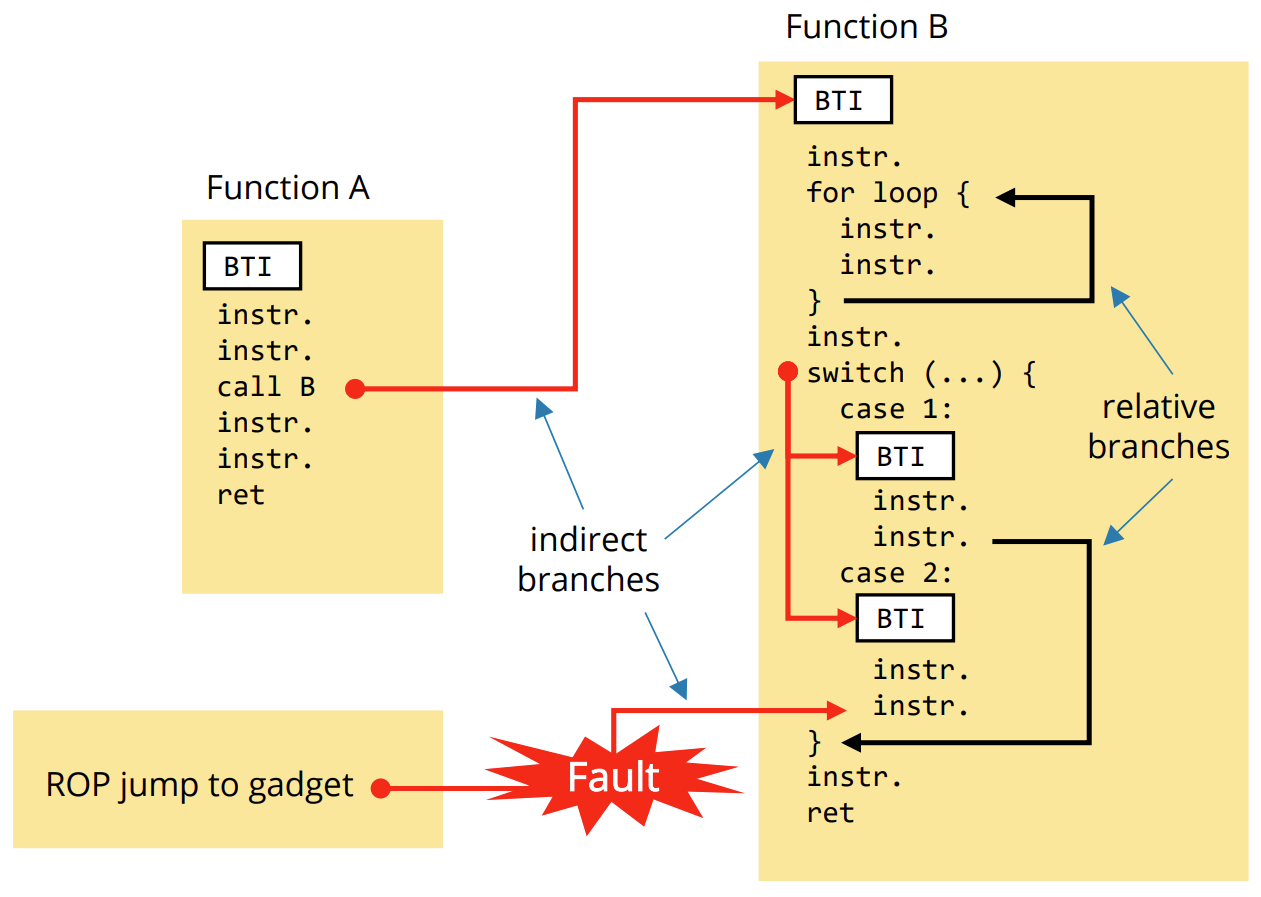 Function B
BTI
instr.
for loop {
instr.
instr.
}
instr.
switch (...) {
case 1:
BTI
instr.
instr.
case 2:
BTI
instr.
instr.
}
instr.
ret
Function A
BTI
instr.
instr.
call B
instr.
instr.
ret
indirect
branches
relative
branches
ROP jump to gadget
Fault